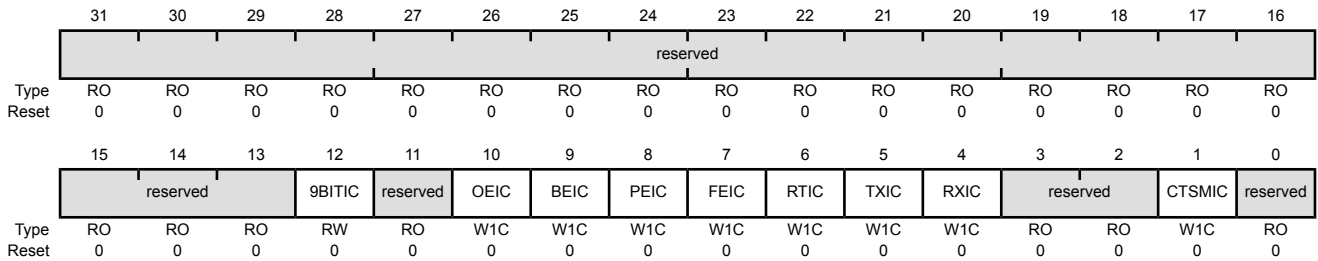 31 30 29 28 27 26 25 24 23 22 21 20 19 18 17 16
reserved
Type RO RO RO RO RO RO RO RO RO RO RO RO RO RO RO RO
Reset 0 0 0 0 0 0 0 0 0 0 0 0 0 0 0 0
15 14 13 12 11 10 9 8 7 6 5 4 3 2 1 0
reserved 9BITIC reserved OEIC BEIC PEIC FEIC RTIC TXIC RXIC reserved CTSMIC reserved
Type RO RO RO RW RO W1C W1C W1C W1C W1C W1C W1C RO RO W1C RO
Reset 0 0 0 0 0 0 0 0 0 0 0 0 0 0 0 0